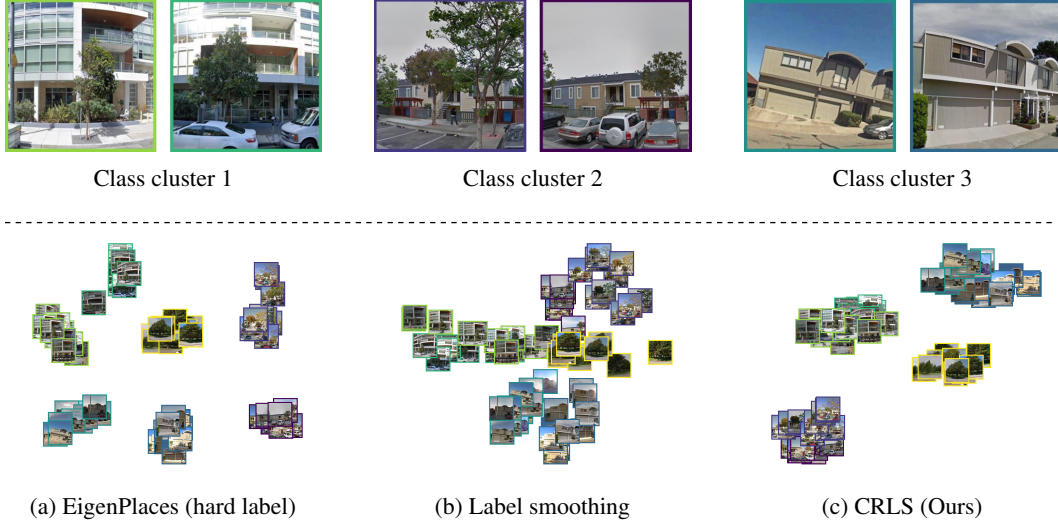 Class cluster 1
Class cluster 2
Class cluster 3
(a) EigenPlaces (hard label)
(b) Label smoothing
(c) CRLS (Ours)